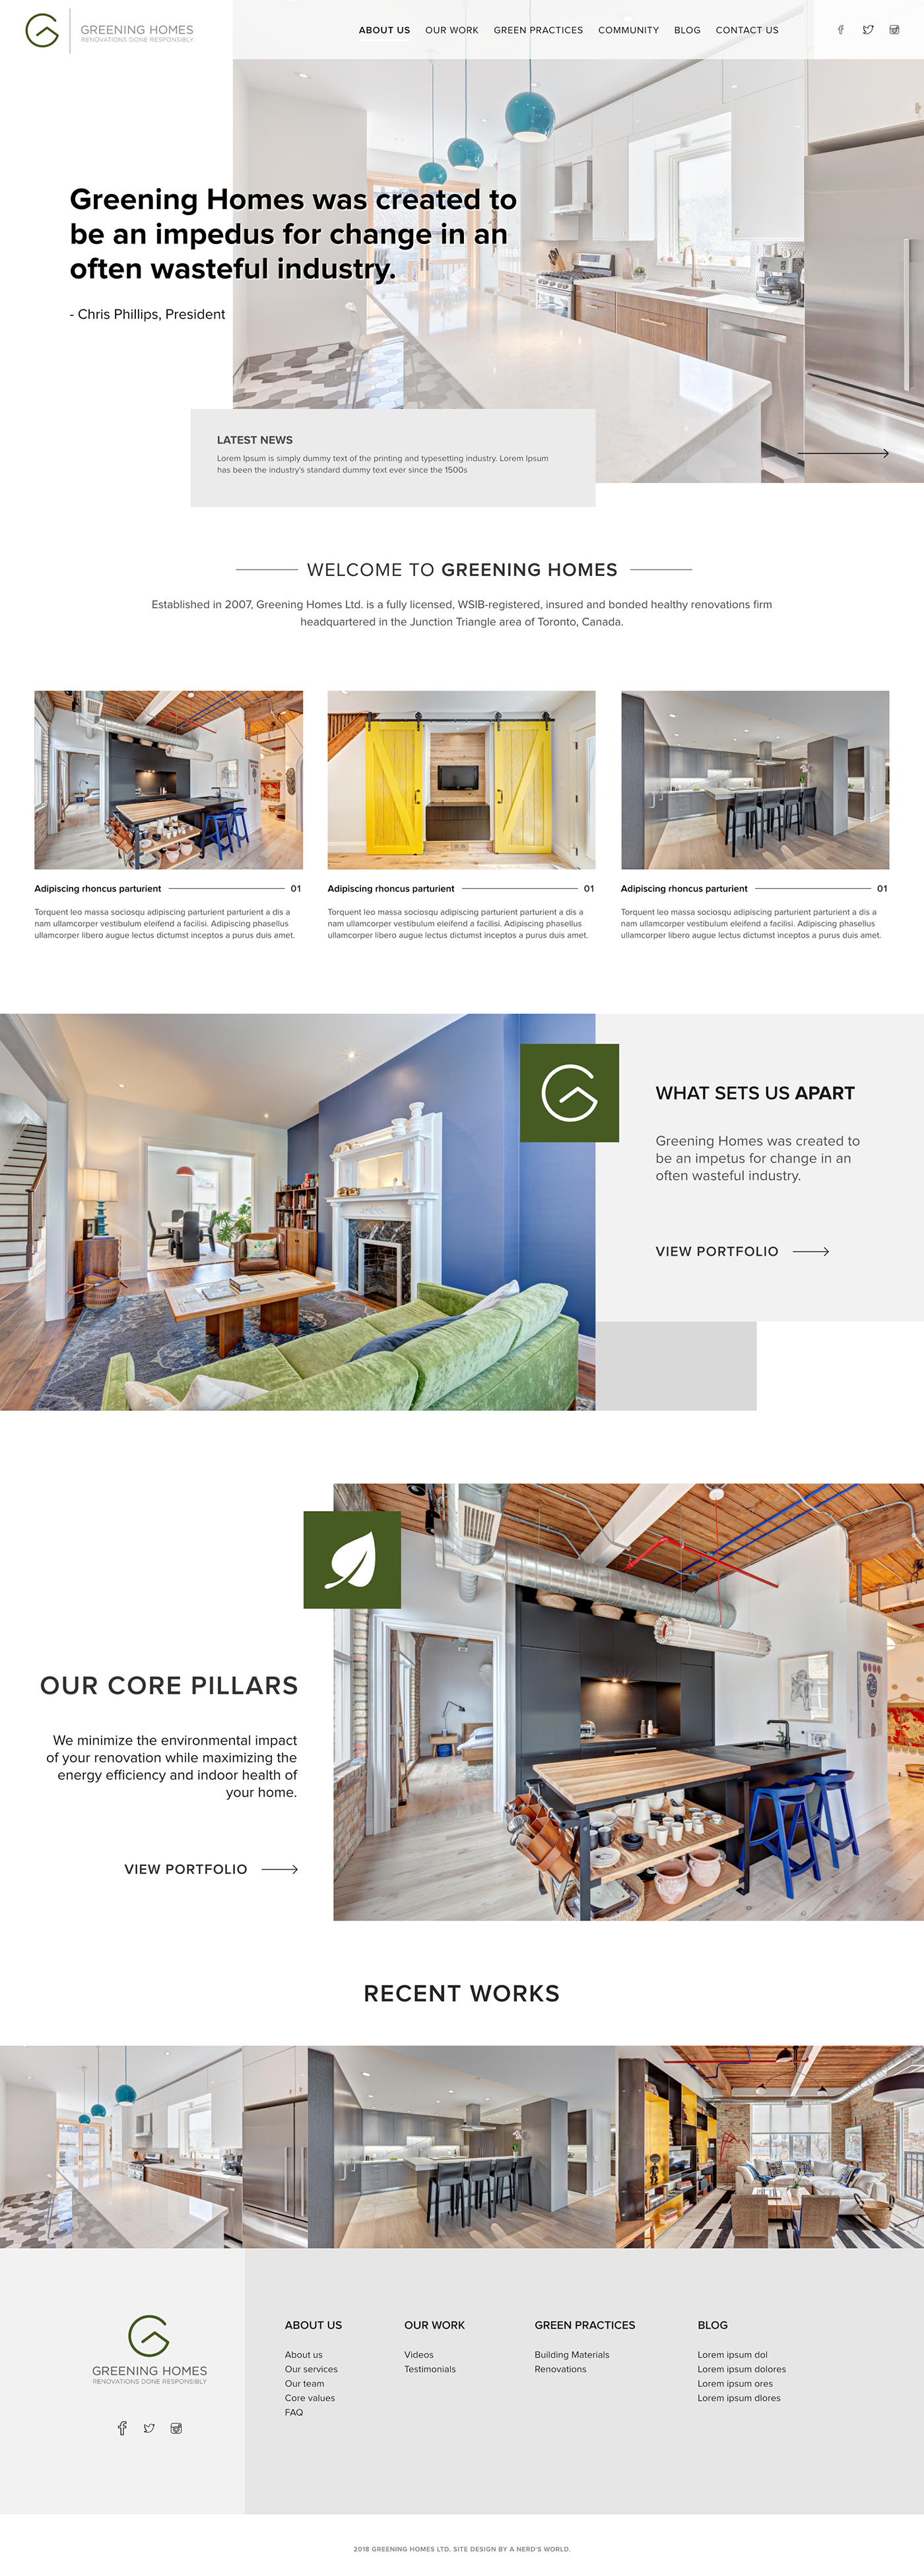 GREENING HOMES
RENOVATIONS DONE RESPONSIBLY
ABOUT US OUR WORK GREEN PRACTICES COMMUNITY BLOG CONTACT US
Greening Homes was created to
be an impedus for change in an
often wasteful industry.
- Chris Phillips, President
LATEST NEWS
Lorem Ipsum is simply dummy text of the printing and typesetting industry. Lorem Ipsum
has been the industry's standard dummy text ever since the 1500s
WELCOME TO GREENING HOMES
Established in 2007, Greening Homes Ltd. is a fully licensed, WSIB-registered, insured and bonded healthy renovations firm
headquartered in the Junction Triangle area of Toronto, Canada.
Adipiscing rhoncus parturient 01
Torquent leo massa sociosqu adipiscing parturient parturient a dis a
nam ullamcorper vestibulum eleifend a facilisi. Adipiscing phasellus
ullamcorper libero augue lectus dictumst inceptos a purus duis amet.
Adipiscing rhoncus parturient 01
Torquent leo massa sociosqu adipiscing parturient parturient a dis a
nam ullamcorper vestibulum eleifend a facilisi. Adipiscing phasellus
ullamcorper libero augue lectus dictumst inceptos a purus duis amet.
Adipiscing rhoncus parturient 01
Torquent leo massa sociosqu adipiscing parturient parturient a dis a
nam ullamcorper vestibulum eleifend a facilisi. Adipiscing phasellus
ullamcorper libero augue lectus dictumst inceptos a purus duis amet.
WHAT SETS US APART
Greening Homes was created to
be an impetus for change in an
often wasteful industry.
VIEW PORTFOLIO
OUR CORE PILLARS
We minimize the environmental impact
of your renovation while maximizing the
energy efficiency and indoor health of
your home.
VIEW PORTFOLIO
RECENT WORKS
GREENING HOMES
RENOVATIONS DONE RESPONSIBLY
ABOUT US
About us
Our services
Our team
Core values
FAQ
OUR WORK
Videos
Testimonials
GREEN PRACTICES
Building Materials
Renovations
BLOG
Lorem ipsum dol
Lorem ipsum dolores
Lorem ipsum ores
Lorem ipsum dlores
2018 GREENING HOMES LTD. SITE DESIGN BY A NERD'S WORLD.